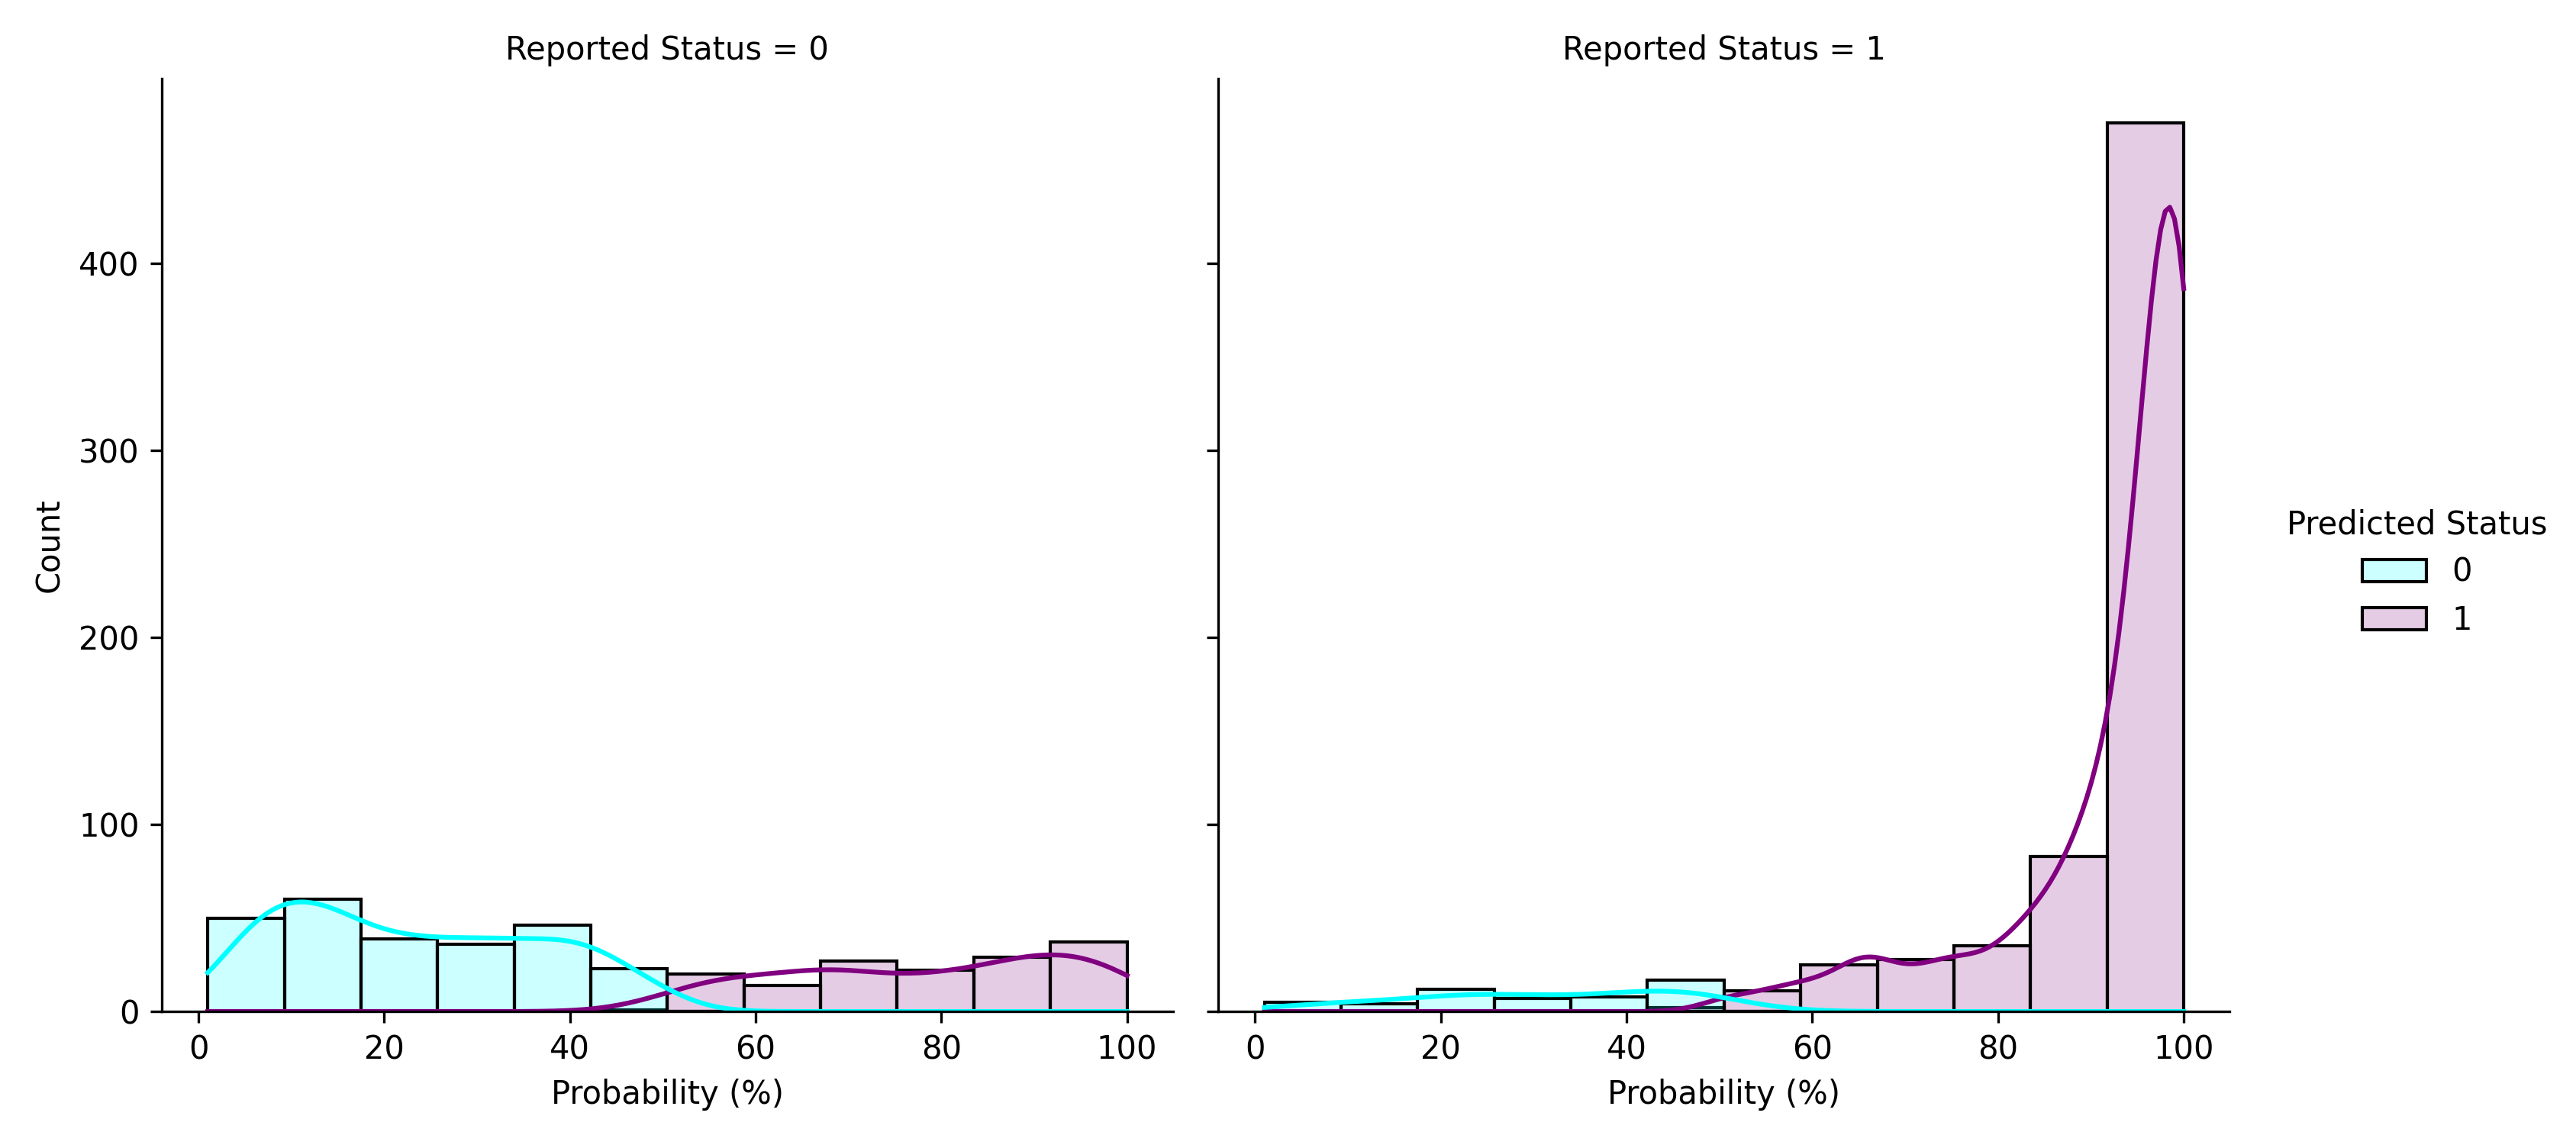 Reported Status = 0
Reported Status = 1
Count
400
300
200
100
0
0 20 40 60 80 100
0 20 40 60 80 100
Probability (%)
Probability (%)
Predicted Status
0
1